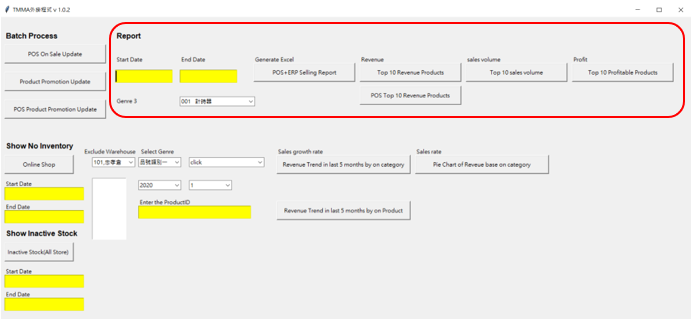 TMMA外掛程式 v 1.0.2
Batch Process
POS On Sale Update
Product Promotion Update
POS Product Promotion Update
Report
Start Date
End Date
Generate Excel
Revenue
sales volume
Profit
POS+ERP Selling Report
Top 10 Revenue Products
Top 10 sales volume
Top 10 Profitable Products
Genre 3
001 計時器
POS Top 10 Revenue Products
Show No Inventory
Online Shop
Start Date
End Date
Exclude Warehouse
Select Genre
101,忠孝倉
品號類別一
click
2020
1
Enter the ProductID
Sales growth rate
Sales rate
Revenue Trend in last 5 months by on category
Pie Chart of Reveue base on category
Revenue Trend in last 5 months by on Product
Show Inactive Stock
Inactive Stock(All Store)
Start Date
End Date